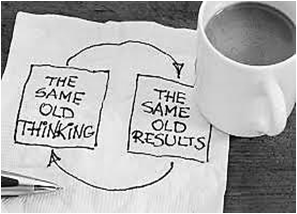 THE
SAME
OLD
THINKING
THE
SAME
OLD
RESULTS